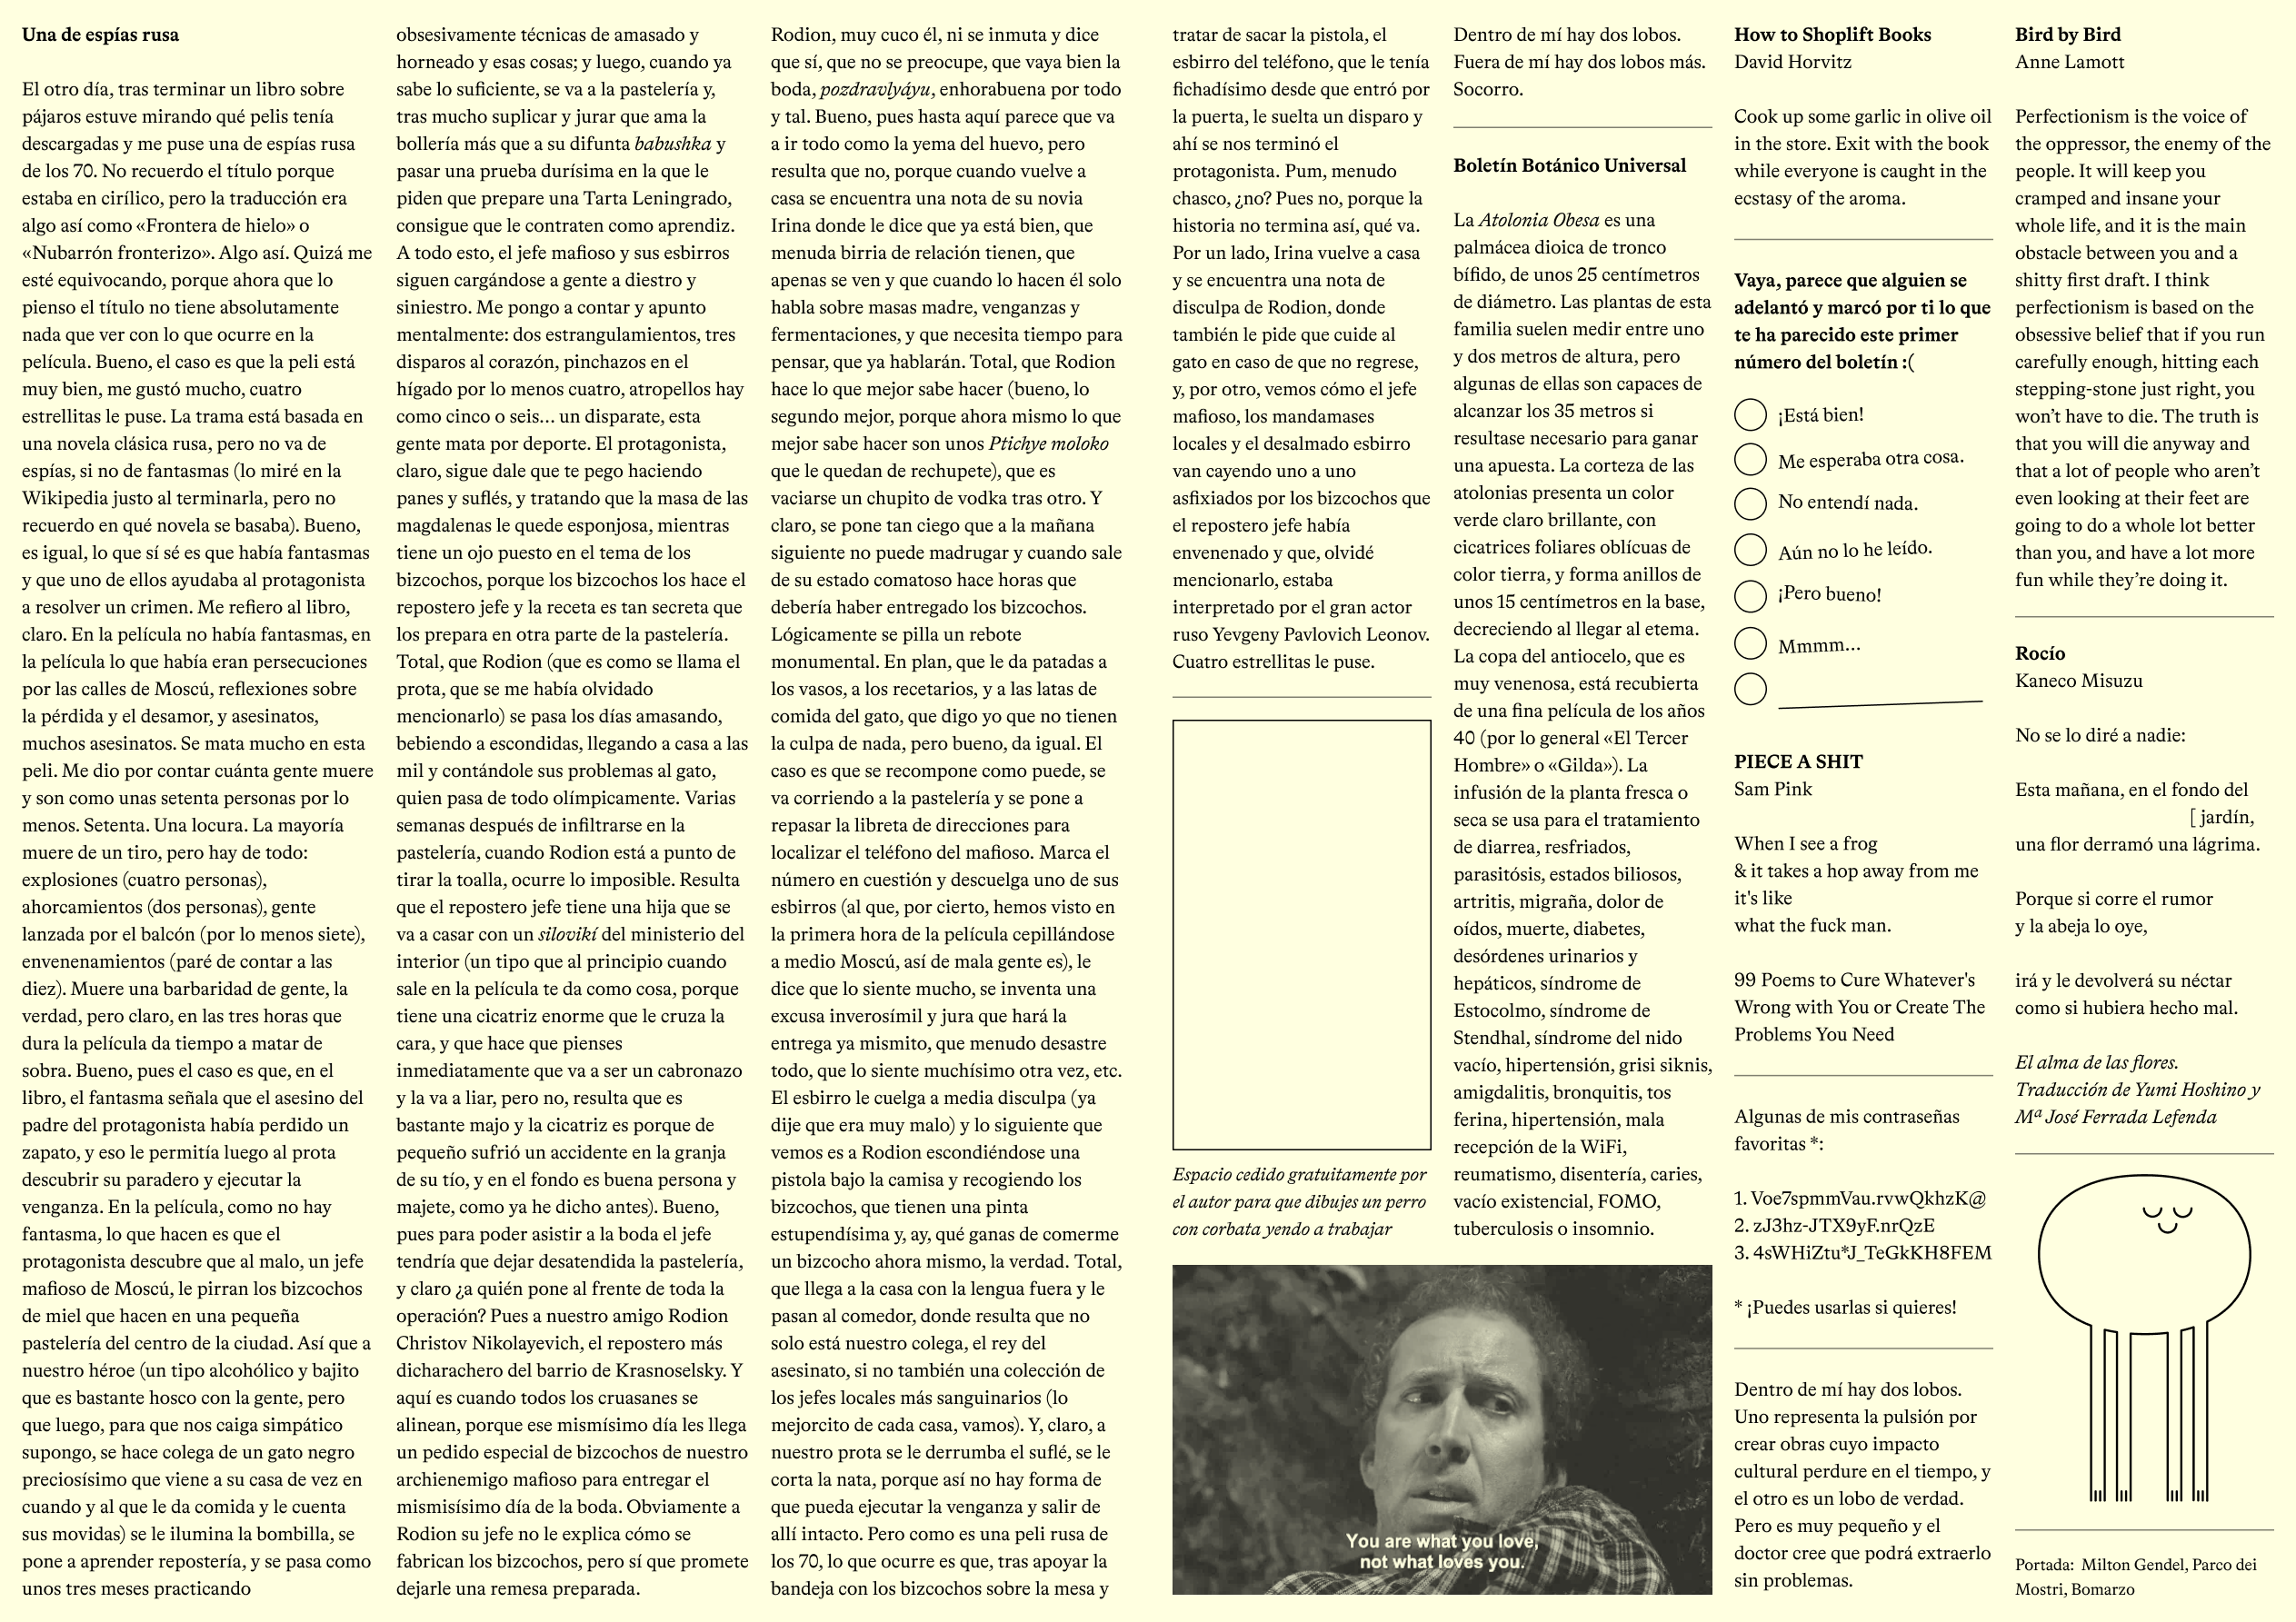 Una de espías rusa
El otro día, tras terminar un libro sobre
pájaros estuve mirando qué pelis tenía
descargadas y me puse una de espías rusa
de los 70. No recuerdo el título porque
estaba en cirílico, pero la traducción era
algo así como «Frontera de hielo» o
«Nubarrón fronterizo». Algo así. Quizá me
esté equivocando, porque ahora que lo
pienso el título no tiene absolutamente
nada que ver con lo que ocurre en la
película. Bueno, el caso es que la peli está
muy bien, me gustó mucho, cuatro
estrellitas le puse. La trama está basada en
una novela clásica rusa, pero no va de
espías, si no de fantasmas (lo miré en la
Wikipedia justo al terminarla, pero no
recuerdo en qué novela se basaba). Bueno,
es igual, lo que sí sé es que había fantasmas
y que uno de ellos ayudaba al protagonista
a resolver un crimen. Me refiero al libro,
claro. En la película no había fantasmas, en
la película lo que había eran persecuciones
por las calles de Moscú, reflexiones sobre
la pérdida y el desamor, y asesinatos,
muchos asesinatos. Se mata mucho en esta
peli. Me dio por contar cuánta gente muere
y son como unas setenta personas por lo
menos. Setenta. Una locura. La mayoría
muere de un tiro, pero hay de todo:
explosiones (cuatro personas),
ahorcamientos (dos personas), gente
lanzada por el balcón (por lo menos siete),
envenenamientos (paré de contar a las
diez). Muere una barbaridad de gente, la
verdad, pero claro, en las tres horas que
dura la película da tiempo a matar de
sobra. Bueno, pues el caso es que, en el
libro, el fantasma señala que el asesino del
padre del protagonista había perdido un
zapato, y eso le permitía luego al prota
descubrir su paradero y ejecutar la
venganza. En la película, como no hay
fantasma, lo que hacen es que el
protagonista descubre que al malo, un jefe
mafioso de Moscú, le pirran los bizcochos
de miel que hacen en una pequeña
pastelería del centro de la ciudad. Así que a
nuestro héroe (un tipo alcohólico y bajito
que es bastante hosco con la gente, pero
que luego, para que nos caiga simpático
supongo, se hace colega de un gato negro
preciosísimo que viene a su casa de vez en
cuando y al que le da comida y le cuenta
sus movidas) se le ilumina la bombilla, se
pone a aprender repostería, y se pasa como
unos tres meses practicando
obsesivamente técnicas de amasado y
horneado y esas cosas; y luego, cuando ya
sabe lo suficiente, se va a la pastelería y,
tras mucho suplicar y jurar que ama la
bollería más que a su difunta babushka y
pasar una prueba durísima en la que le
piden que prepare una Tarta Leningrado,
consigue que le contraten como aprendiz.
A todo esto, el jefe mafioso y sus esbirros
siguen cargándose a gente a diestro y
siniestro. Me pongo a contar y apunto
mentalmente: dos estrangulamientos, tres
disparos al corazón, pinchazos en el
hígado por lo menos cuatro, atropellos hay
como cinco o seis... un disparate, esta
gente mata por deporte. El protagonista,
claro, sigue dale que te pego haciendo
panes y suflés, y tratando que la masa de las
magdalenas le quede esponjosa, mientras
tiene un ojo puesto en el tema de los
bizcochos, porque los bizcochos los hace el
repostero jefe y la receta es tan secreta que
los prepara en otra parte de la pastelería.
Total, que Rodion (que es como se llama el
prota, que se me había olvidado
mencionarlo) se pasa los días amasando,
bebiendo a escondidas, llegando a casa a las
mil y contándole sus problemas al gato,
quien pasa de todo olímpicamente. Varias
semanas después de infiltrarse en la
pastelería, cuando Rodion está a punto de
tirar la toalla, ocurre lo imposible. Resulta
que el repostero jefe tiene una hija que se
va a casar con un silovikí del ministerio del
interior (un tipo que al principio cuando
sale en la película te da como cosa, porque
tiene una cicatriz enorme que le cruza la
cara, y que hace que pienses
inmediatamente que va a ser un cabronazo
y la va a liar, pero no, resulta que es
bastante majo y la cicatriz es porque de
pequeño sufrió un accidente en la granja
de su tío, y en el fondo es buena persona y
majete, como ya he dicho antes). Bueno,
pues para poder asistir a la boda el jefe
tendría que dejar desatendida la pastelería,
y claro ¿a quién pone al frente de toda la
operación? Pues a nuestro amigo Rodion
Christov Nikolayevich, el repostero más
dicharachero del barrio de Krasnoselsky. Y
aquí es cuando todos los cruasanes se
alinean, porque ese mismísimo día les llega
un pedido especial de bizcochos de nuestro
archienemigo mafioso para entregar el
mismisísimo día de la boda. Obviamente a
Rodion su jefe no le explica cómo se
fabrican los bizcochos, pero sí que promete
dejarle una remesa preparada.
Rodion, muy cuco él, ni se inmuta y dice
que sí, que no se preocupe, que vaya bien la
boda, pozdravlyáyu, enhorabuena por todo
y tal. Bueno, pues hasta aquí parece que va
a ir todo como la yema del huevo, pero
resulta que no, porque cuando vuelve a
casa se encuentra una nota de su novia
Irina donde le dice que ya está bien, que
menuda birria de relación tienen, que
apenas se ven y que cuando lo hacen él solo
habla sobre masas madre, venganzas y
fermentaciones, y que necesita tiempo para
pensar, que ya hablarán. Total, que Rodion
hace lo que mejor sabe hacer (bueno, lo
segundo mejor, porque ahora mismo lo que
mejor sabe hacer son unos Ptichye moloko
que le quedan de rechupete), que es
vaciarse un chupito de vodka tras otro. Y
claro, se pone tan ciego que a la mañana
siguiente no puede madrugar y cuando sale
de su estado comatoso hace horas que
debería haber entregado los bizcochos.
Lógicamente se pilla un rebote
monumental. En plan, que le da patadas a
los vasos, a los recetarios, y a las latas de
comida del gato, que digo yo que no tienen
la culpa de nada, pero bueno, da igual. El
caso es que se recompone como puede, se
va corriendo a la pastelería y se pone a
repasar la libreta de direcciones para
localizar el teléfono del mafioso. Marca el
número en cuestión y descuelga uno de sus
esbirros (al que, por cierto, hemos visto en
la primera hora de la película cepillándose
a medio Moscú, así de mala gente es), le
dice que lo siente mucho, se inventa una
excusa inverosímil y jura que hará la
entrega ya mismito, que menudo desastre
todo, que lo siente muchísimo otra vez, etc.
El esbirro le cuelga a media disculpa (ya
dije que era muy malo) y lo siguiente que
vemos es a Rodion escondiéndose una
pistola bajo la camisa y recogiendo los
bizcochos, que tienen una pinta
estupendísima y, ay, qué ganas de comerme
un bizcocho ahora mismo, la verdad. Total,
que llega a la casa con la lengua fuera y le
pasan al comedor, donde resulta que no
solo está nuestro colega, el rey del
asesinato, si no también una colección de
los jefes locales más sanguinarios (lo
mejorcito de cada casa, vamos). Y, claro, a
nuestro prota se le derrumba el suflé, se le
corta la nata, porque así no hay forma de
que pueda ejecutar la venganza y salir de
allí intacto. Pero como es una peli rusa de
los 70, lo que ocurre es que, tras apoyar la
bandeja con los bizcochos sobre la mesa y
tratar de sacar la pistola, el
esbirro del teléfono, que le tenía
fichadísimo desde que entró por
la puerta, le suelta un disparo y
ahí se nos terminó el
protagonista. Pum, menudo
chasco, ¿no? Pues no, porque la
historia no termina así, qué va.
Por un lado, Irina vuelve a casa
y se encuentra una nota de
disculpa de Rodion, donde
también le pide que cuide al
gato en caso de que no regrese,
y, por otro, vemos cómo el jefe
mafioso, los mandamases
locales y el desalmado esbirro
van cayendo uno a uno
asfixiados por los bizcochos que
el repostero jefe había
envenenado y que, olvidé
mencionarlo, estaba
interpretado por el gran actor
ruso Yevgeny Pavlovich Leonov.
Cuatro estrellitas le puse.
Espacio cedido gratuitamente por
el autor para que dibujes un perro
con corbata yendo a trabajar
Dentro de mí hay dos lobos.
Fuera de mí hay dos lobos más.
Socorro.
Boletín Botánico Universal
La Atolonia Obesa es una
palmácea dioica de tronco
bífido, de unos 25 centímetros
de diámetro. Las plantas de esta
familia suelen medir entre uno
y dos metros de altura, pero
algunas de ellas son capaces de
alcanzar los 35 metros si
resultase necesario para ganar
una apuesta. La corteza de las
atolonias presenta un color
verde claro brillante, con
cicatrices foliares oblícuas de
color tierra, y forma anillos de
unos 15 centímetros en la base,
decreciendo al llegar al etema.
La copa del antiocelo, que es
muy venenosa, está recubierta
de una fina película de los años
40 (por lo general «El Tercer
Hombre» o «Gilda»). La
infusión de la planta fresca o
seca se usa para el tratamiento
de diarrea, resfriados,
parasitósis, estados biliosos,
artritis, migraña, dolor de
oídos, muerte, diabetes,
desórdenes urinarios y
hepáticos, síndrome de
Estocolmo, síndrome de
Stendhal, síndrome del nido
vacío, hipertensión, grisi siknis,
amigdalitis, bronquitis, tos
ferina, hipertensión, mala
recepción de la WiFi,
reumatismo, disentería, caries,
vacío existencial, FOMO,
tuberculosis o insomnio.
You are what you love,
not what loves you.
How to Shoplift Books
David Horvitz
Cook up some garlic in olive oil
in the store. Exit with the book
while everyone is caught in the
ecstasy of the aroma.
Vaya, parece que alguien se
adelantó y marcó por ti lo que
te ha parecido este primer
número del boletín :(
¡Está bien!
Me esperaba otra cosa.
No entendí nada.
Aún no lo he leído.
¡Pero bueno!
Mmmm...
PIECE A SHIT
Sam Pink
When I see a frog
& it takes a hop away from me
it's like
what the fuck man.
99 Poems to Cure Whatever's
Wrong with You or Create The
Problems You Need
Algunas de mis contraseñas
favoritas *:
1. Voe7spmmVau.rvwQkhzK@
2. zJ3hz-JTX9yF.nrQzE
3. 4sWHiZtu*J_TeGkKH8FEM
* ¡Puedes usarlas si quieres!
Dentro de mí hay dos lobos.
Uno representa la pulsión por
crear obras cuyo impacto
cultural perdure en el tiempo, y
el otro es un lobo de verdad.
Pero es muy pequeño y el
doctor cree que podrá extraerlo
sin problemas.
Bird by Bird
Anne Lamott
Perfectionism is the voice of
the oppressor, the enemy of the
people. It will keep you
cramped and insane your
whole life, and it is the main
obstacle between you and a
shitty first draft. I think
perfectionism is based on the
obsessive belief that if you run
carefully enough, hitting each
stepping-stone just right, you
won’t have to die. The truth is
that you will die anyway and
that a lot of people who aren’t
even looking at their feet are
going to do a whole lot better
than you, and have a lot more
fun while they’re doing it.
Rocío
Kaneco Misuzu
No se lo diré a nadie:
Esta mañana, en el fondo del
[ jardín,
una flor derramó una lágrima.
Porque si corre el rumor
y la abeja lo oye,
irá y le devolverá su néctar
como si hubiera hecho mal.
El alma de las flores.
Traducción de Yumi Hoshino y
Mª José Ferrada Lefenda
Portada: Milton Gendel, Parco dei
Mostri, Bomarzo